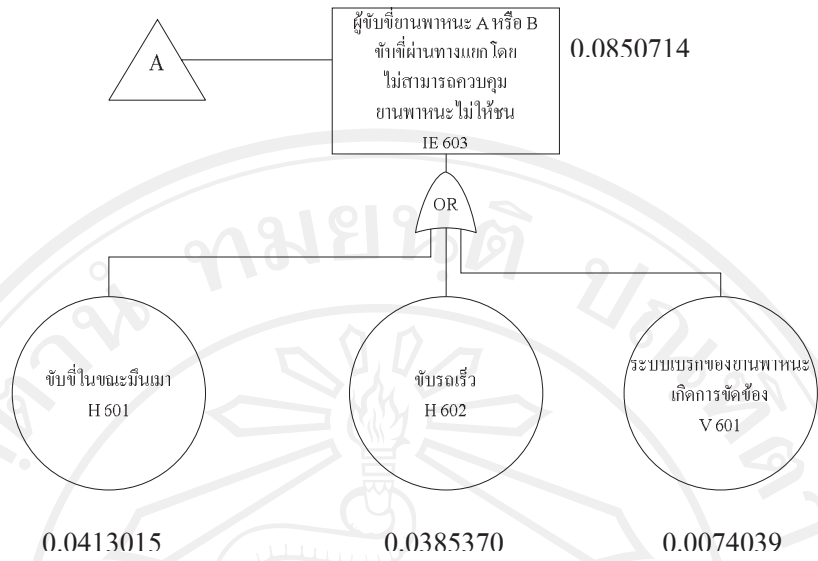 A
ผู้ขับขี่ยานพาหนะ A หรือ B
ขับขี่ผ่านทางแยกโดย
ไม่สามารถควบคุม
ยานพาหนะไม่ให้ชน
IE 603
0.0850714
OR
ขับขี่ในขณะมึนเมา
H 601
ขับรถเร็ว
H 602
ระบบเบรกของยานพาหนะ
เกิดการขัดข้อง
V 601
0.0413015
0.0385370
0.0074039